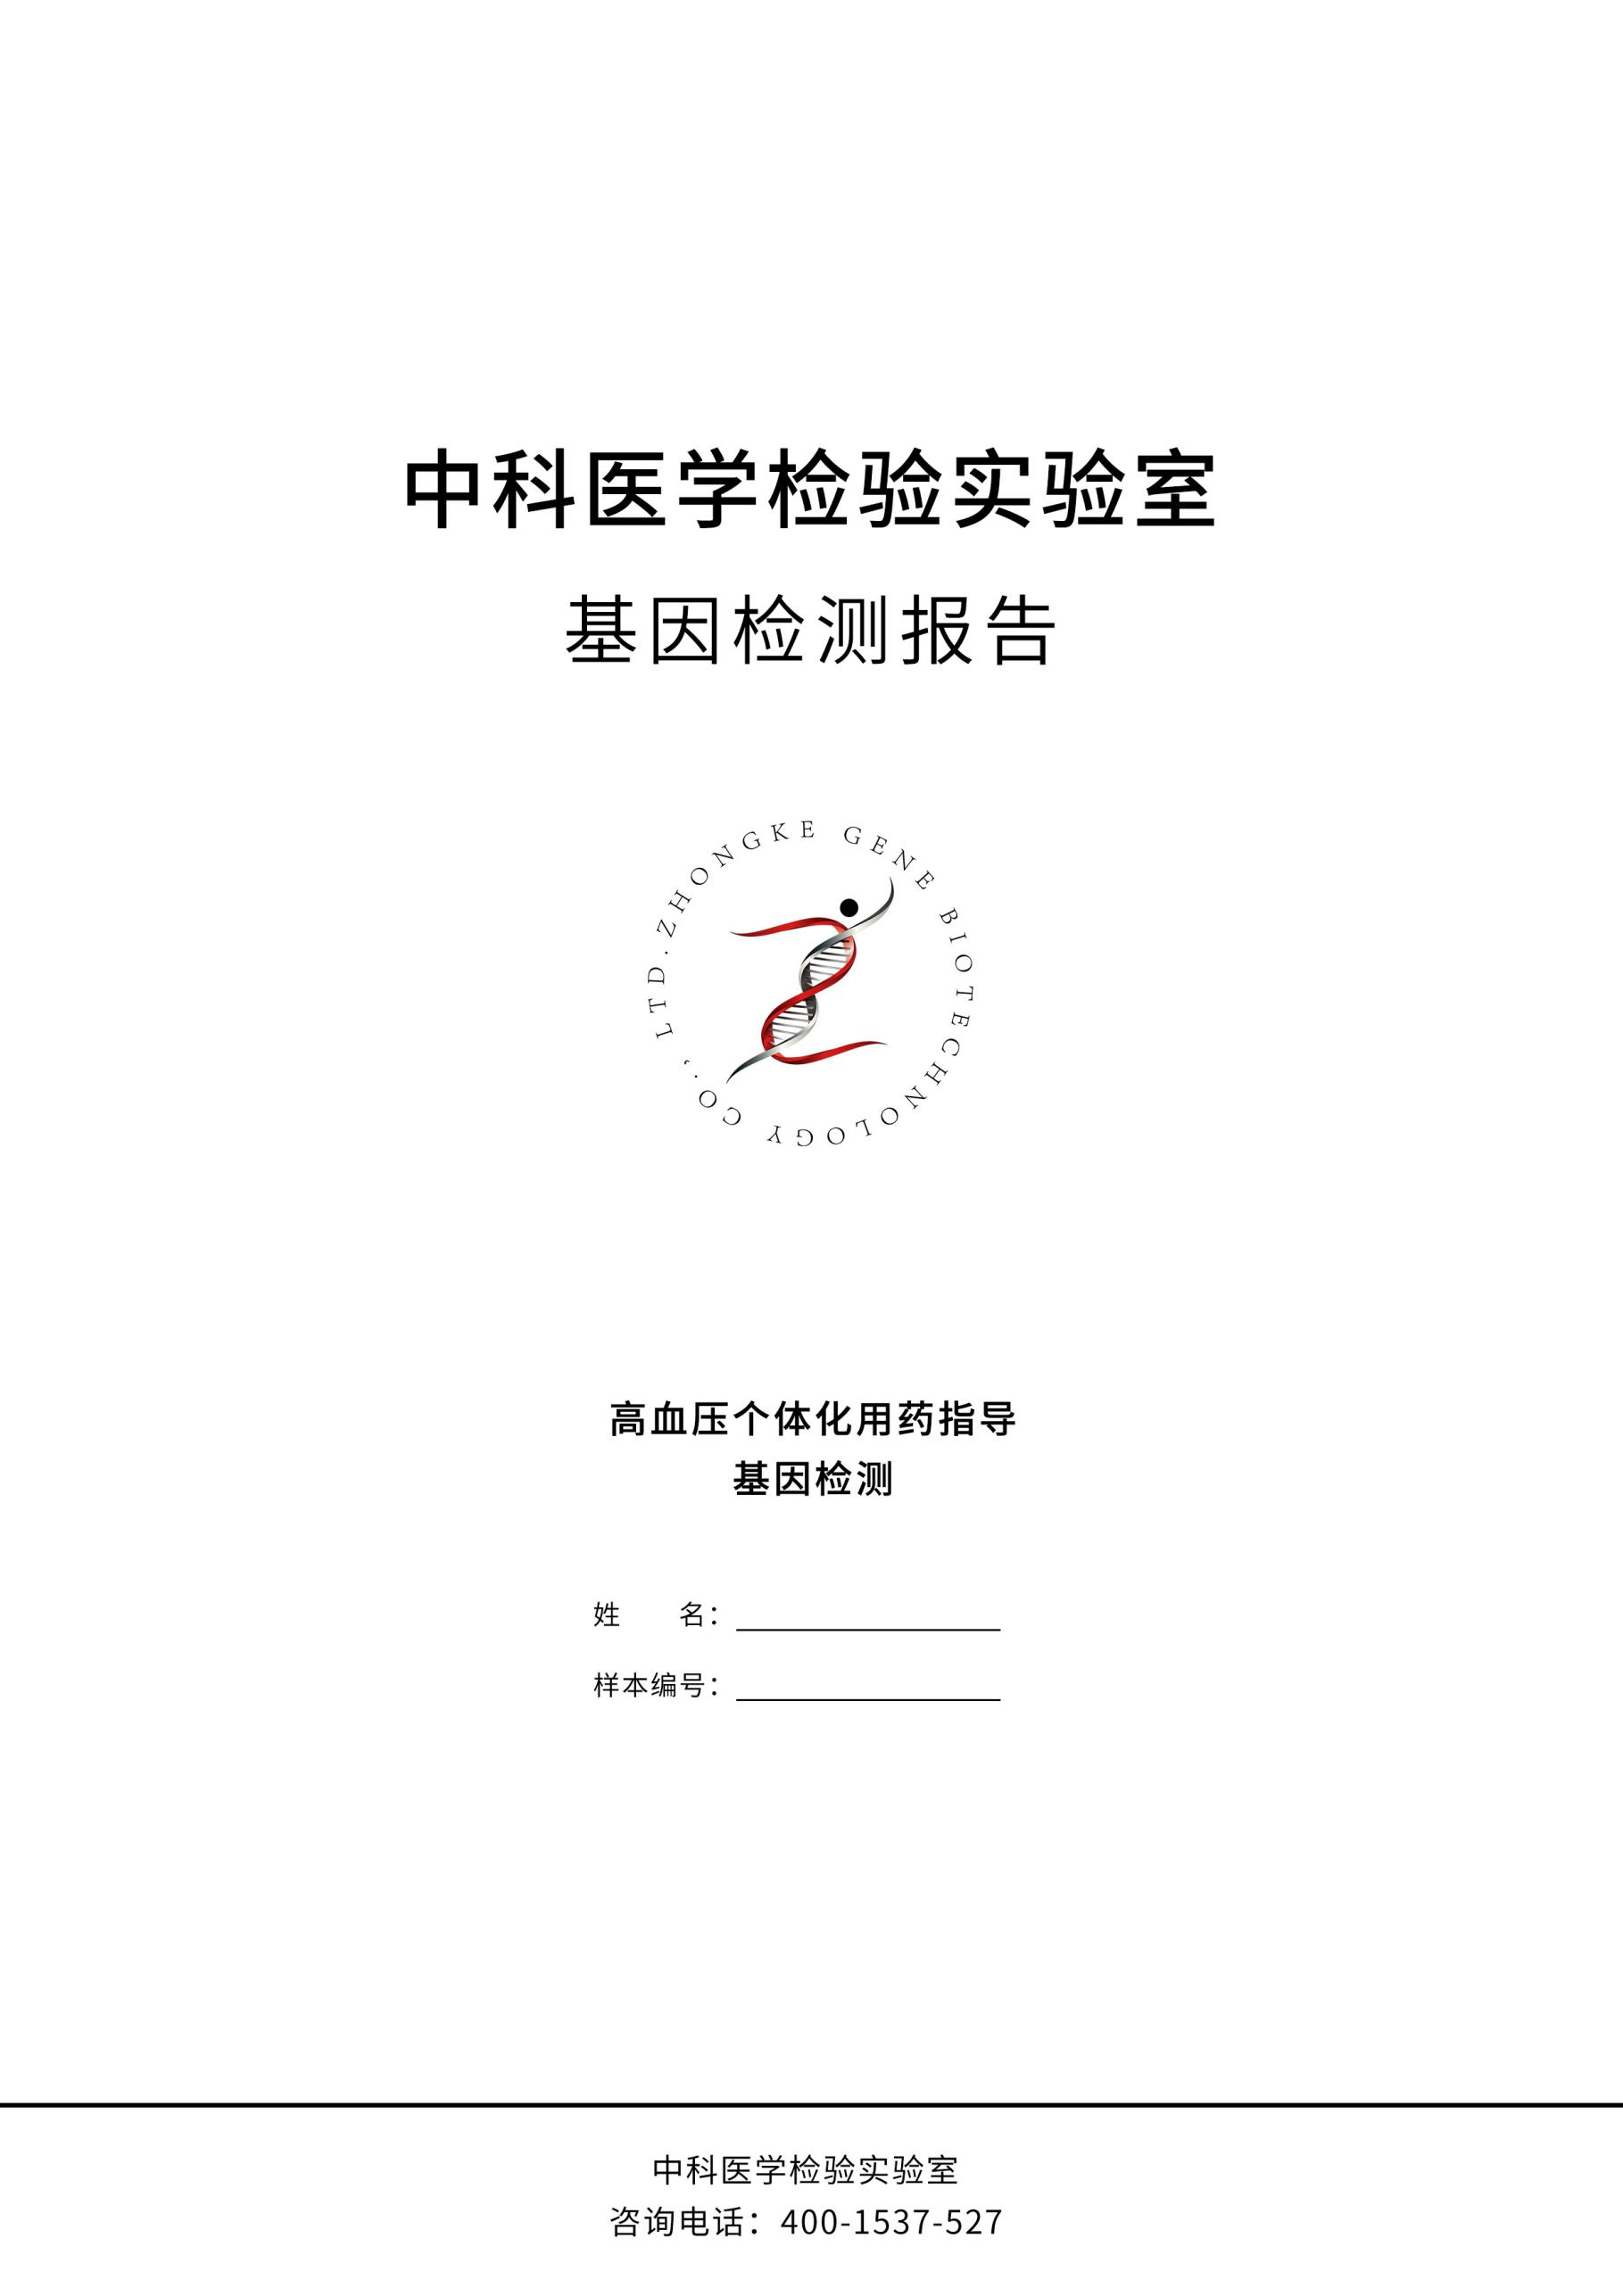 中科医学检验实验室
基因检测报告
ZHONGKE GENE BIOTECHNOLOGY CO., LTD.
高血压个体化用药指导
基因检测
姓 名：
样本编号：
中科医学检验实验室
咨询电话：400-1537-527